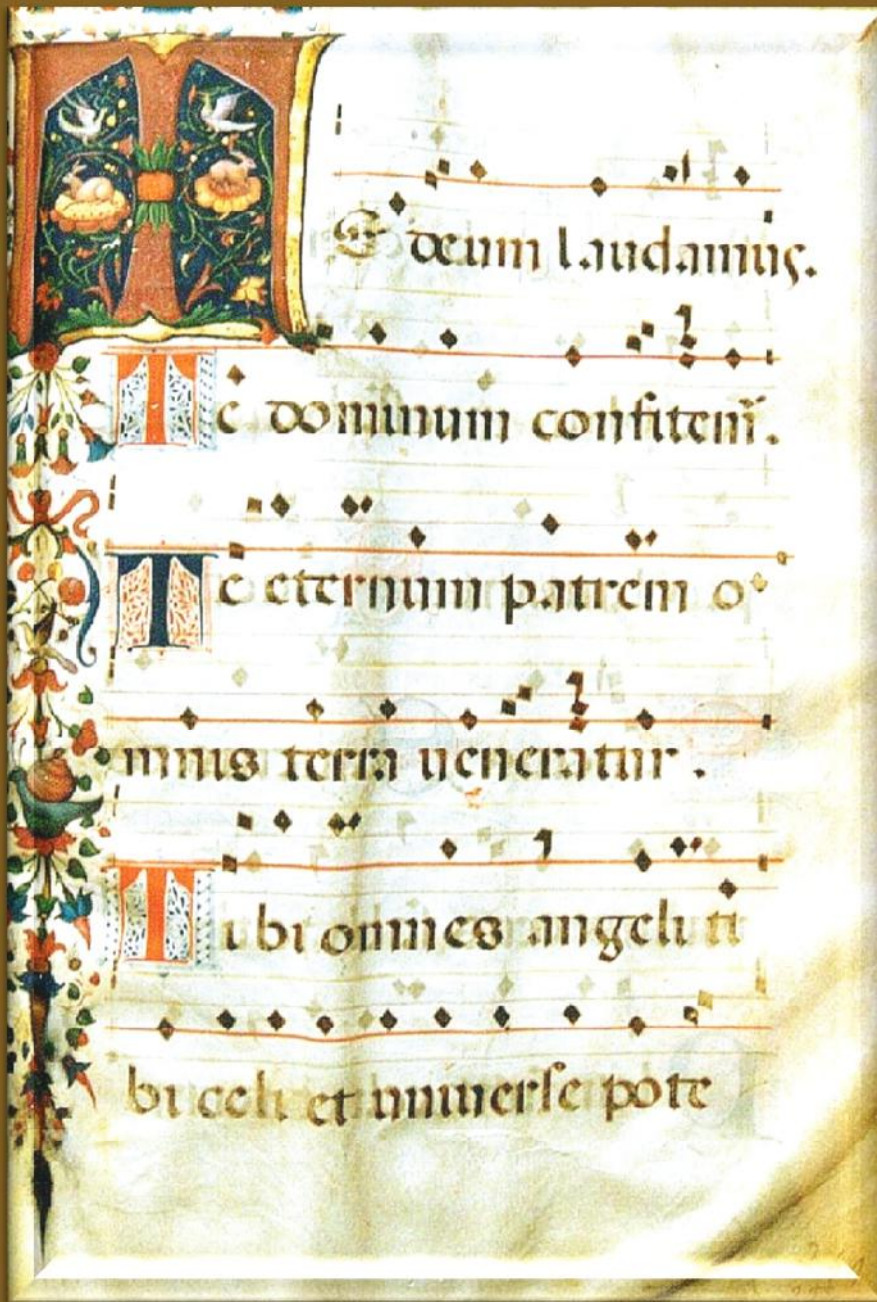 Te deum laudamus.
Te dominum confitem̃.
Te eternum patrem o
mnis terra ueneratur.
Tibi omnes angeli ti
bi celi et uniuerse pote